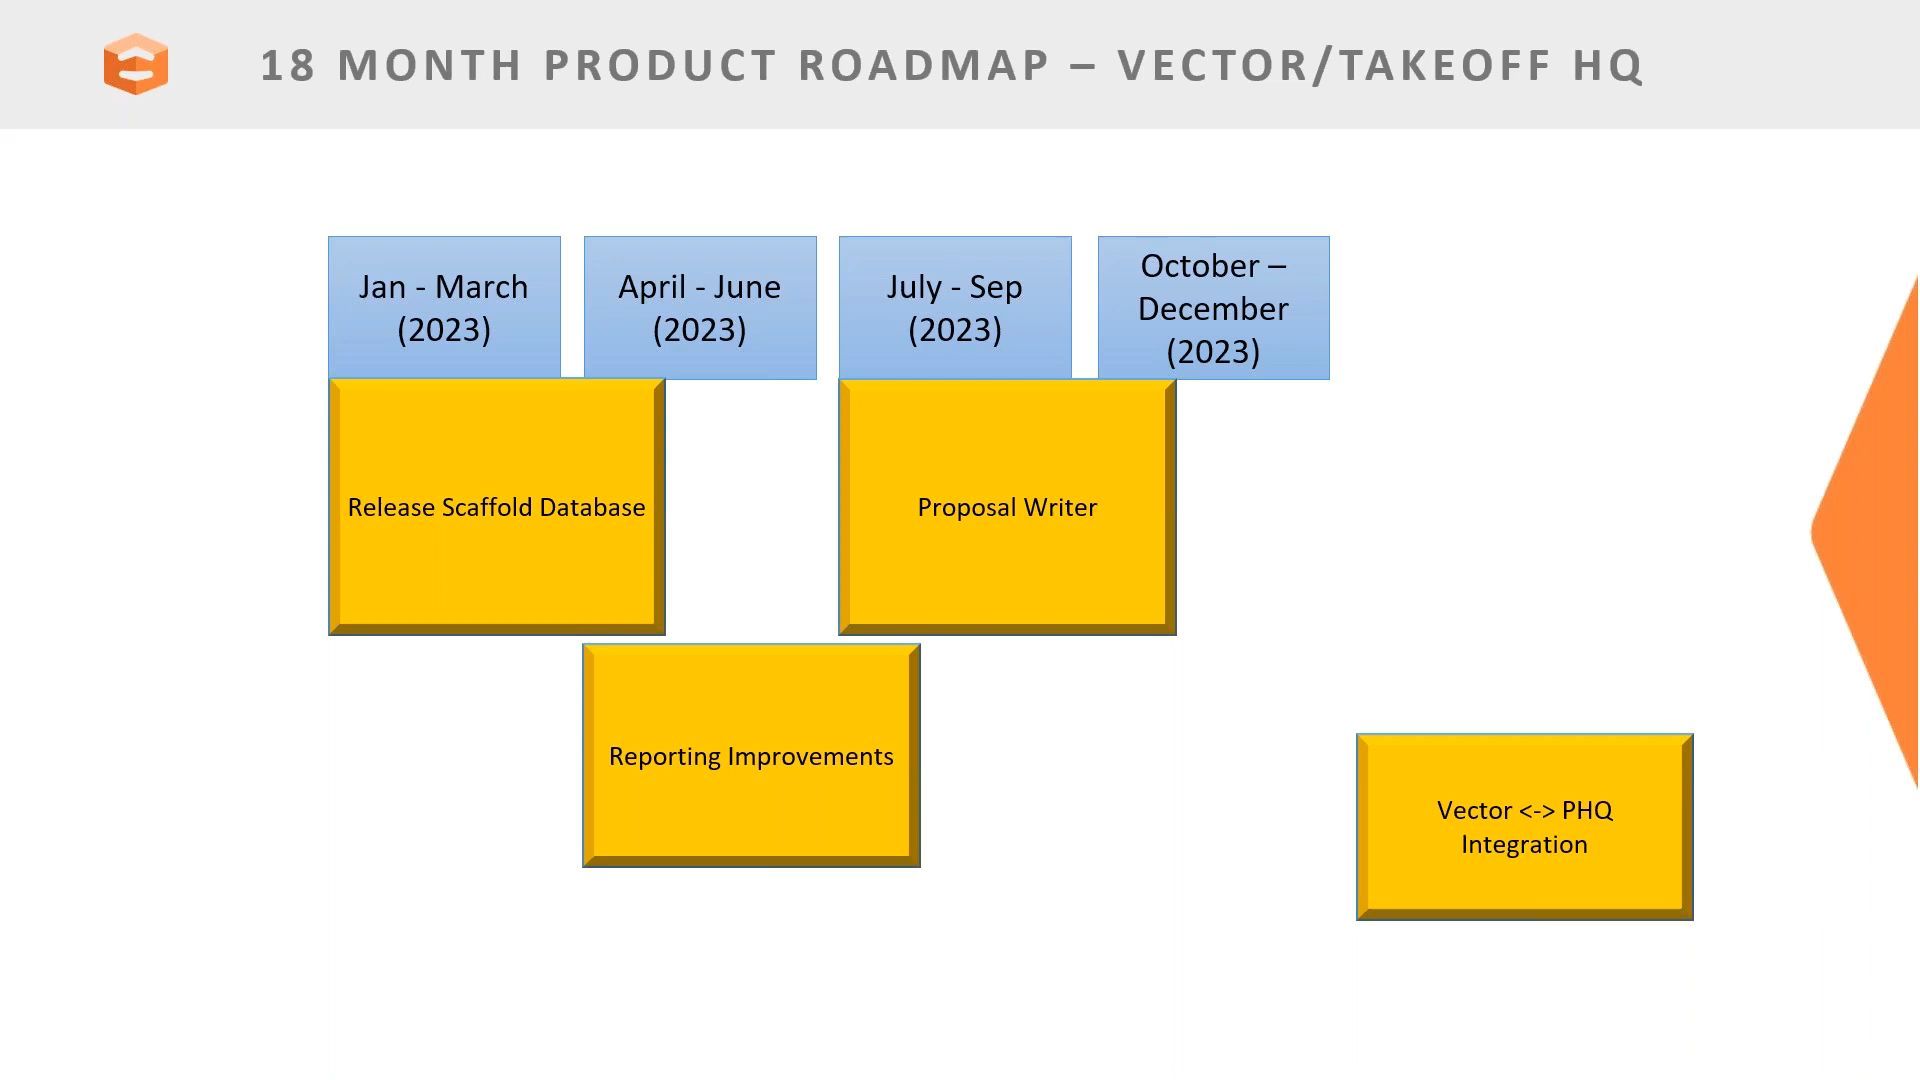 18 MONTH PRODUCT ROADMAP – VECTOR/TAKEOFF HQ
Jan - March
(2023)
April - June
(2023)
July - Sep
(2023)
October –
December
(2023)
Release Scaffold Database
Proposal Writer
Reporting Improvements
Vector <-> PHQ
Integration